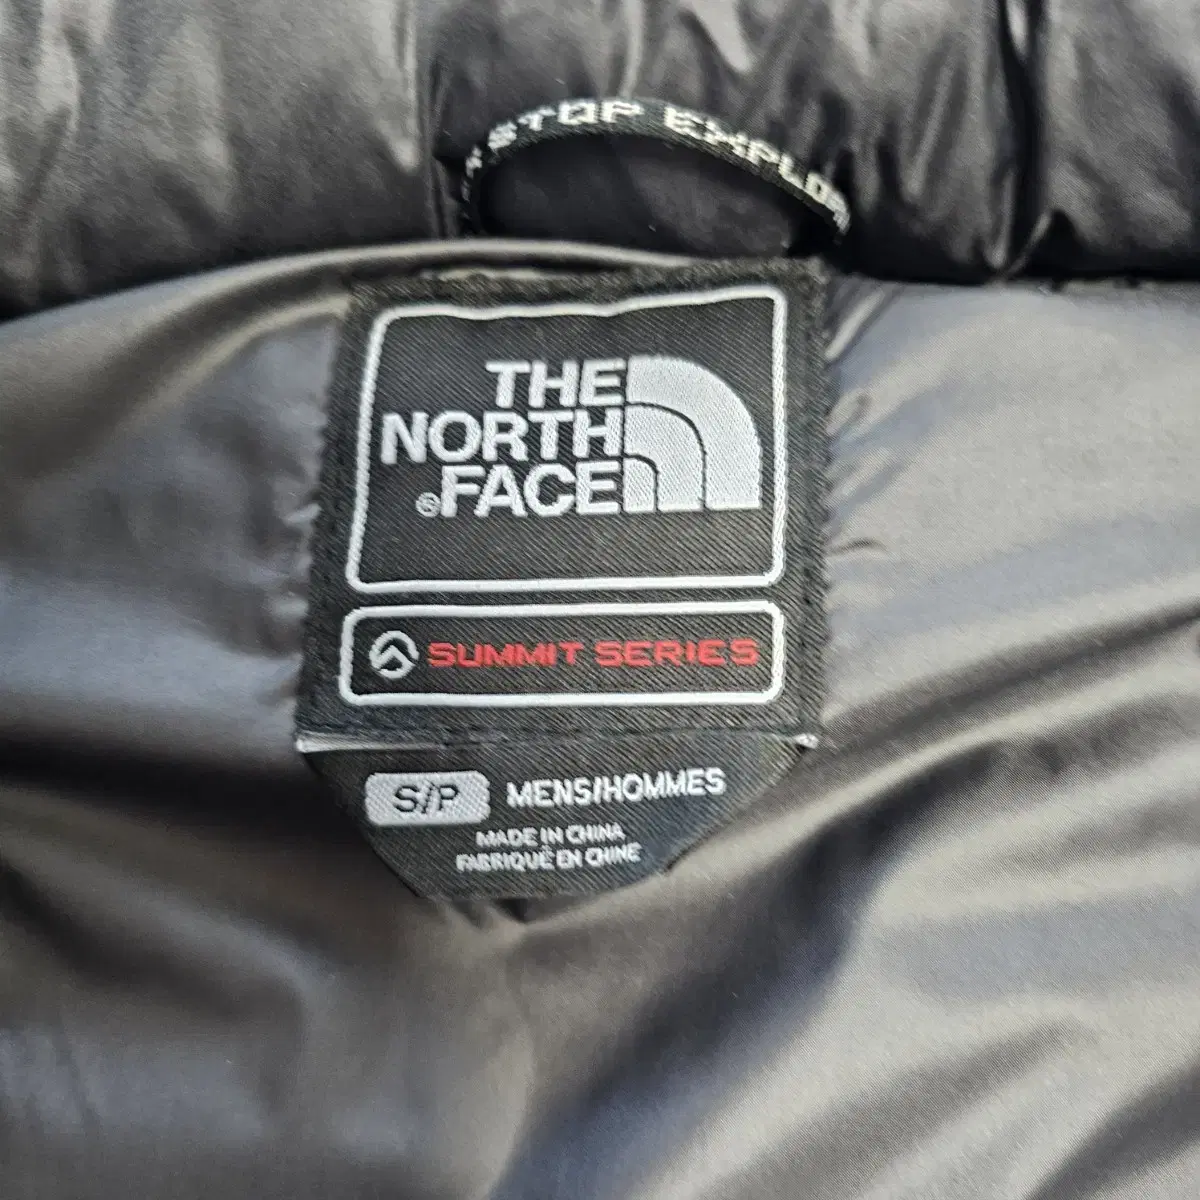 STOP EXPLOR
THE
NORTH
FACE
®
SUMMIT SERIES
S/P MENS/HOMMES
MADE IN CHINA
FABRIQUÉ EN CHINE